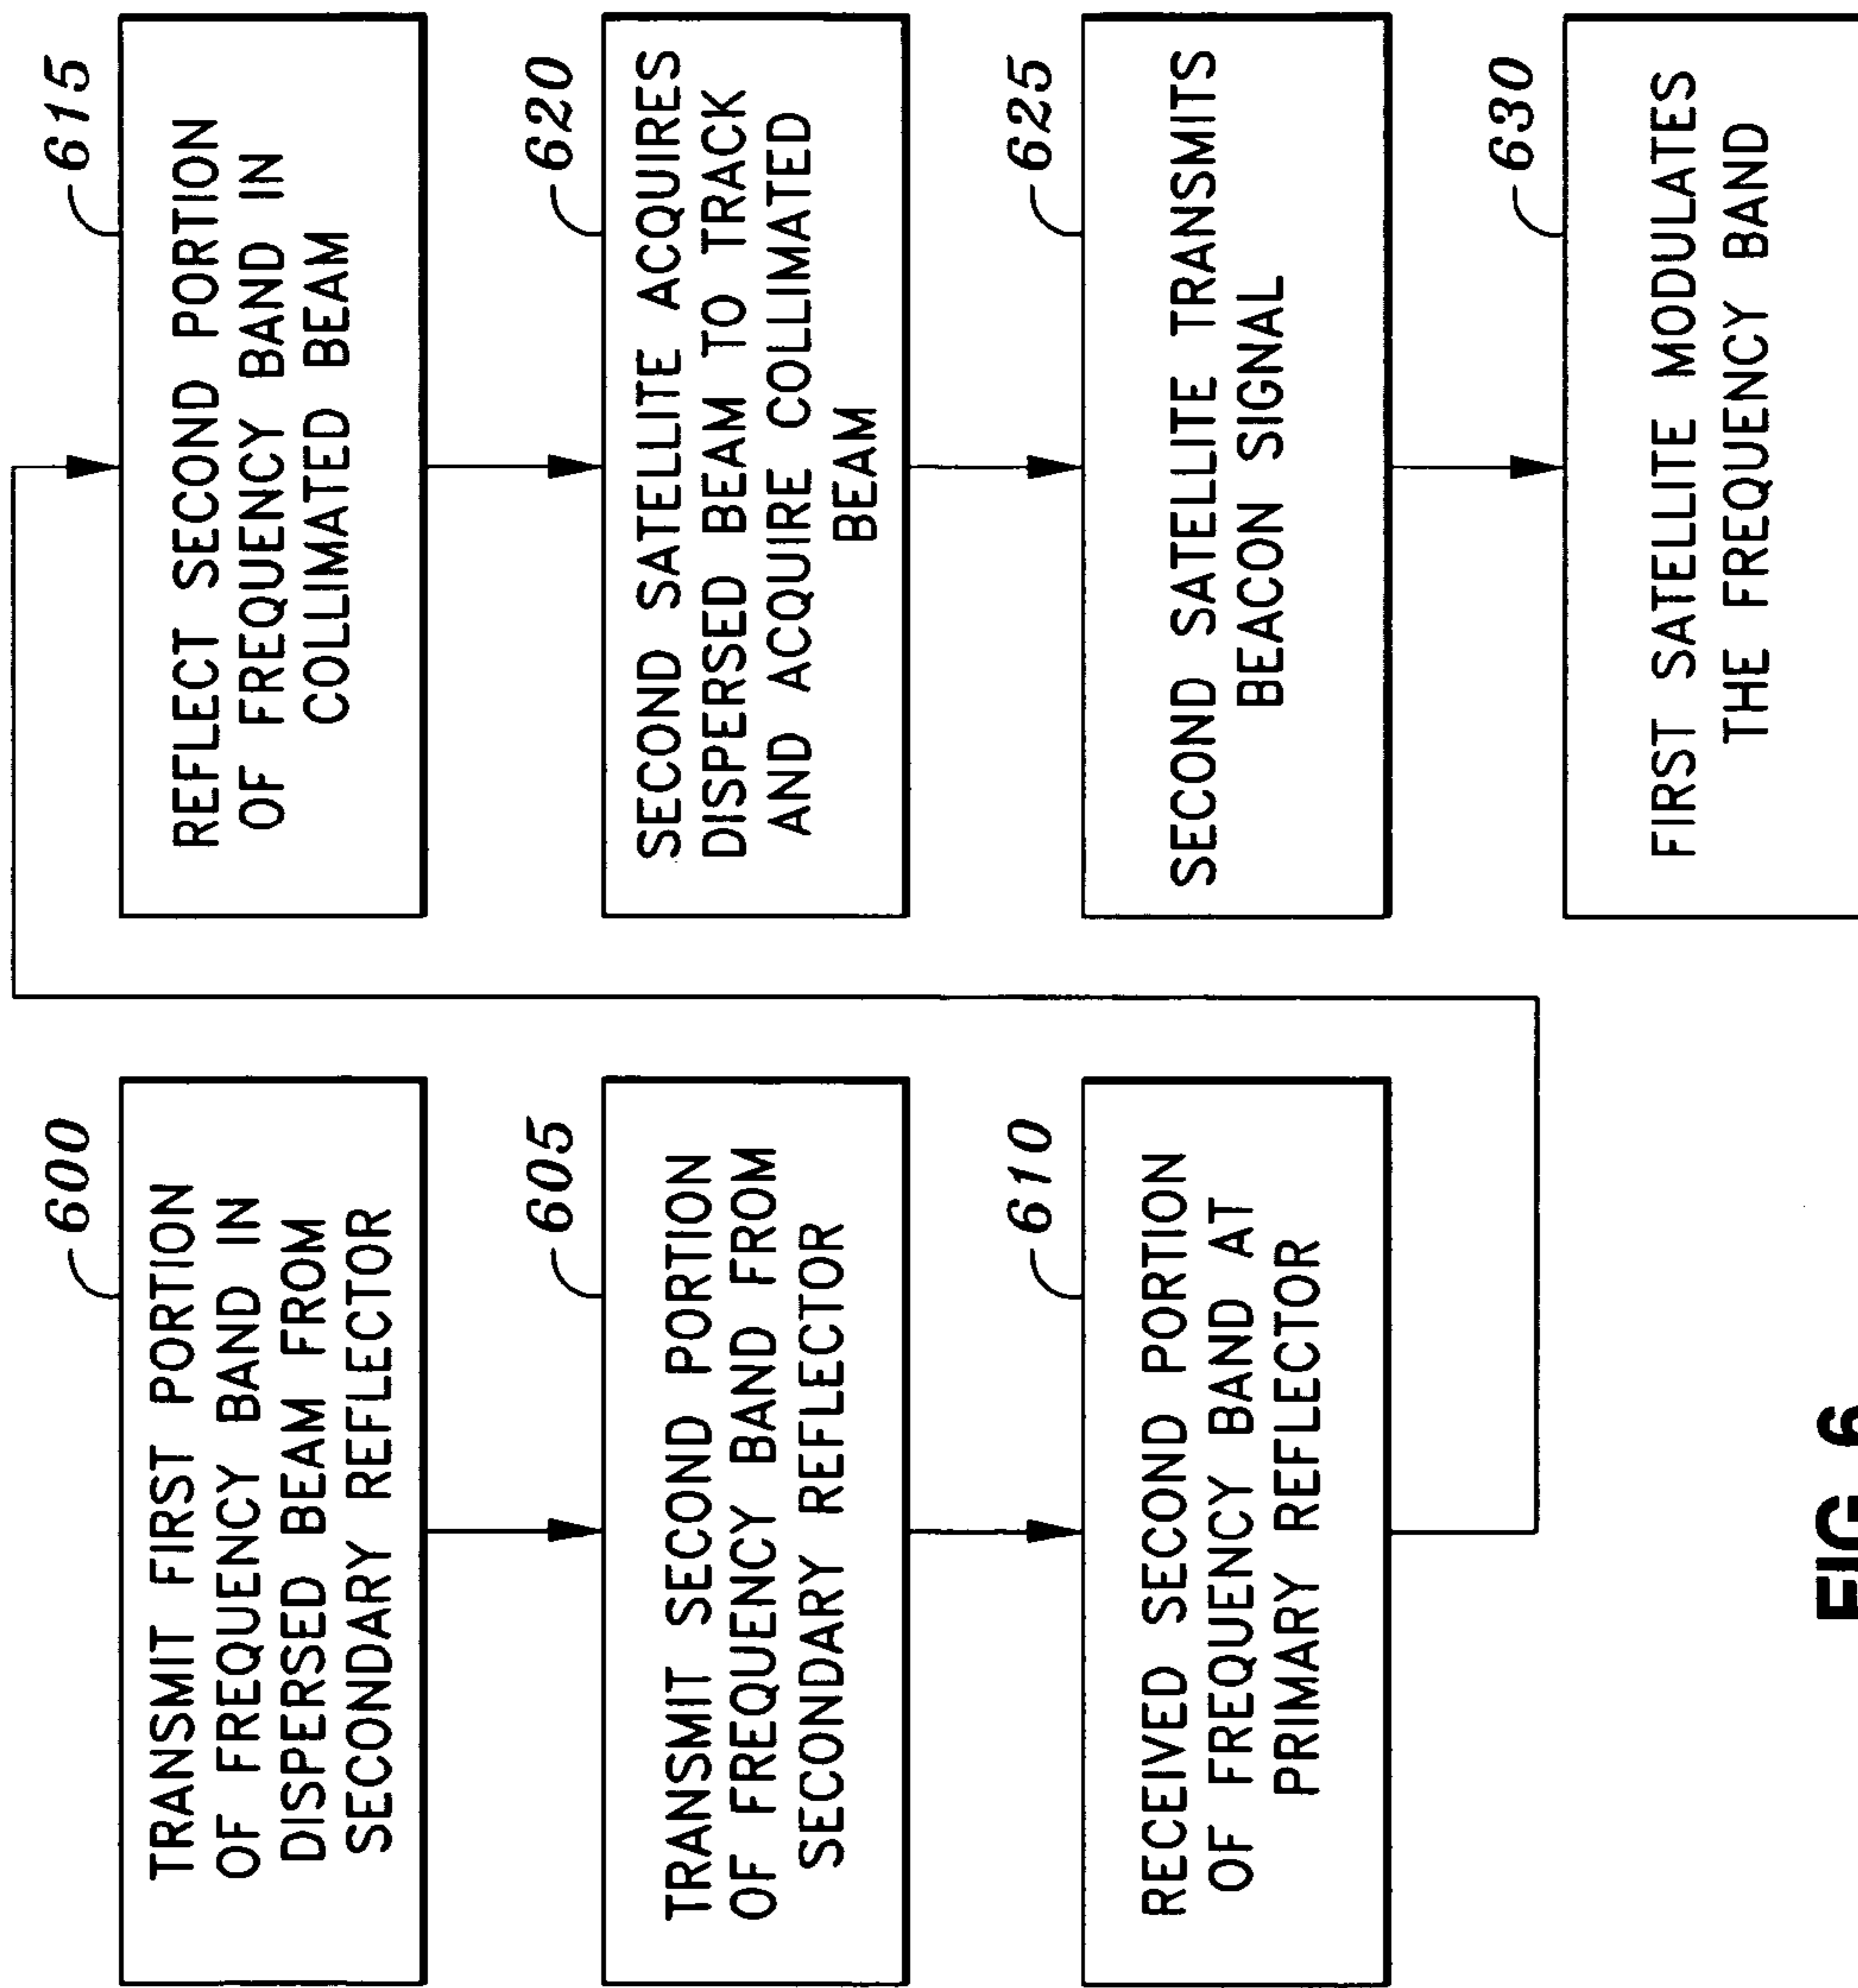 600
TRANSMIT FIRST PORTION
OF FREQUENCY BAND IN
DISPERSED BEAM FROM
SECONDARY REFLECTOR
605
TRANSMIT SECOND PORTION
OF FREQUENCY BAND FROM
SECONDARY REFLECTOR
610
RECEIVED SECOND PORTION
OF FREQUENCY BAND AT
PRIMARY REFLECTOR
615
REFLECT SECOND PORTION
OF FREQUENCY BAND IN
COLLIMATED BEAM
620
SECOND SATELLITE ACQUIRES
DISPERSED BEAM TO TRACK
AND ACQUIRE COLLIMATED
BEAM
625
SECOND SATELLITE TRANSMITS
BEACON SIGNAL
630
FIRST SATELLITE MODULATES
THE FREQUENCY BAND
FIG 6